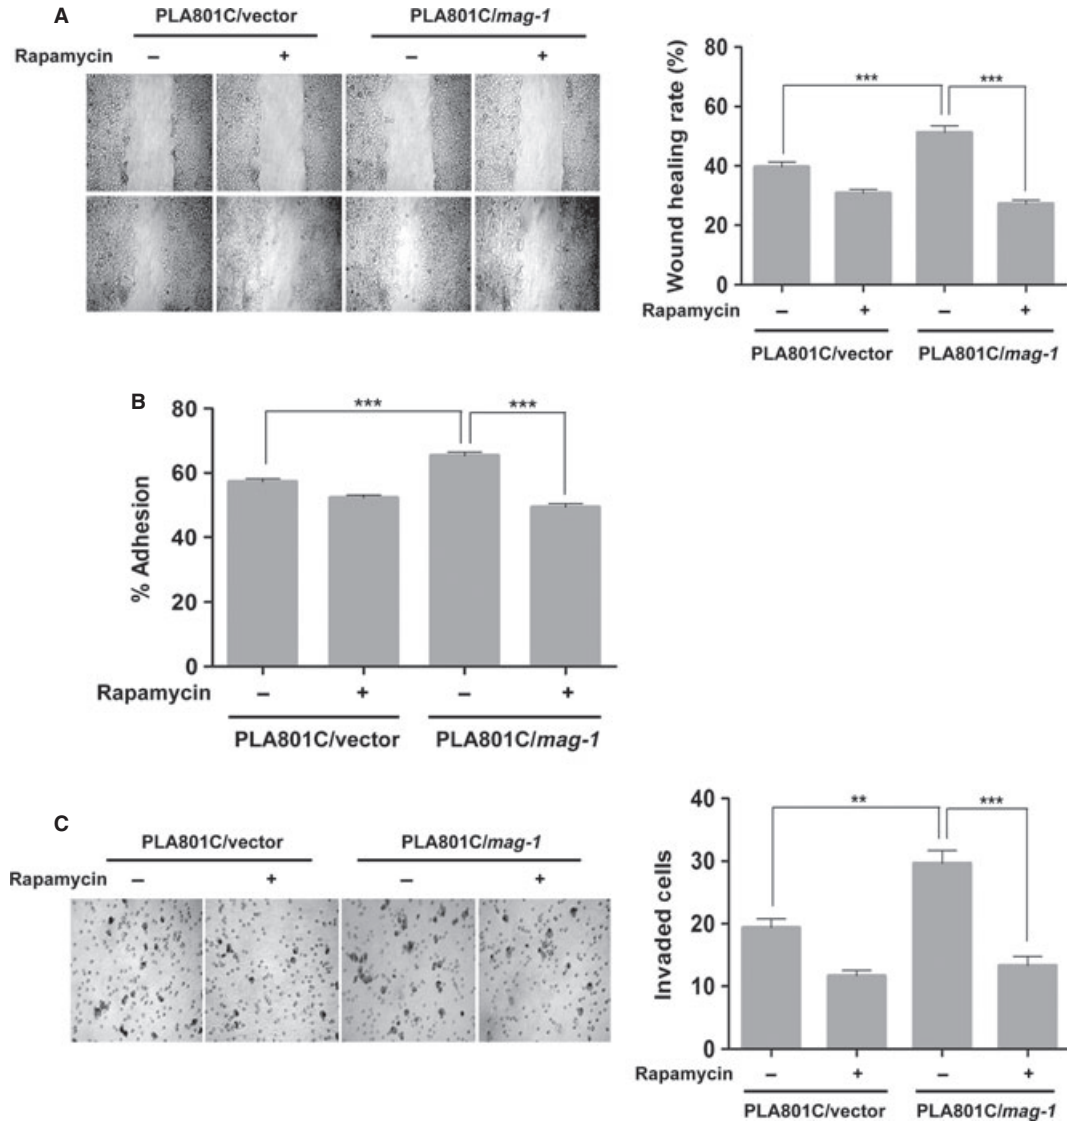 A
PLA801C/vector PLA801C/mag-1
Rapamycin – + – +
80
60
40
20
0
Wound healing rate (%)
*** ***
Rapamycin – + – +
PLA801C/vector PLA801C/mag-1
B
80
60
40
20
0
% Adhesion
*** ***
Rapamycin – + – +
PLA801C/vector PLA801C/mag-1
C
PLA801C/vector PLA801C/mag-1
Rapamycin – + – +
40
30
20
10
0
Invaded cells
** ***
Rapamycin – + – +
PLA801C/vector PLA801C/mag-1